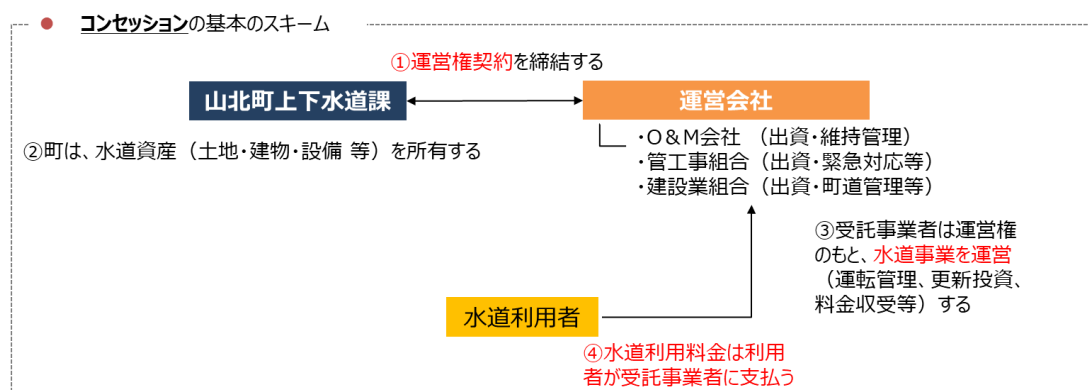 ● コンセッションの基本のスキーム
①運営権契約を締結する
山北町上下水道課
運営会社
②町は、水道資産（土地・建物・設備 等）を所有する
・O＆M会社 （出資・維持管理）
・管工事組合（出資・緊急対応等）
・建設業組合（出資・町道管理等）
③受託事業者は運営権
のもと、水道事業を運営
（運転管理、更新投資、
料金収受等）する
水道利用者
④水道利用料金は利用
者が受託事業者に支払う